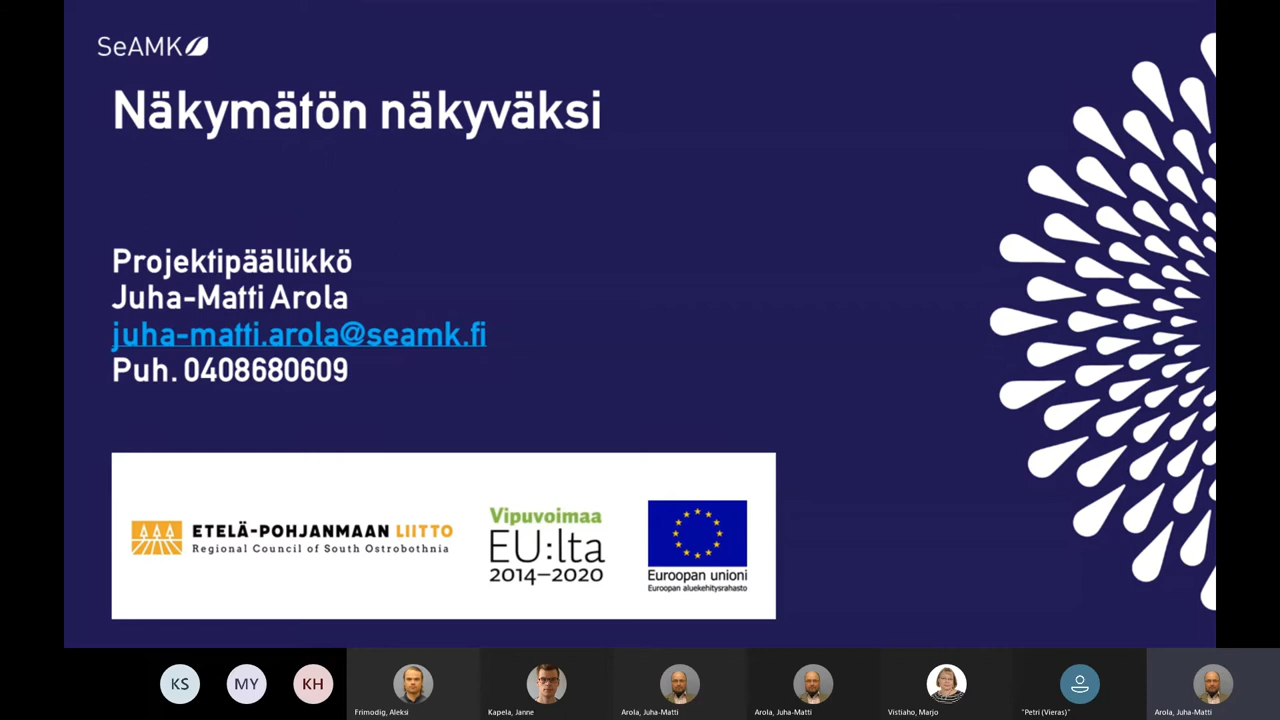 SeAMK
Näkymätön näkyväksi
Projektipäällikkö
Juha-Matti Arola
juha-matti.arola@seamk.fi
Puh. 0408680609
ETELÄ-POHJANMAAN LIITTO
Regional Council of South Ostrobothnia
Vipuvoimaa
EU:lta
2014–2020
Euroopan unioni
Euroopan aluekehitysrahasto
KS
MY
KH
Frimodig, Aleksi
Kapela, Janne
Arola, Juha-Matti
Arola, Juha-Matti
Vistiaho, Marjo
"Petri (Vieras)"
Arola, Juha-Matti